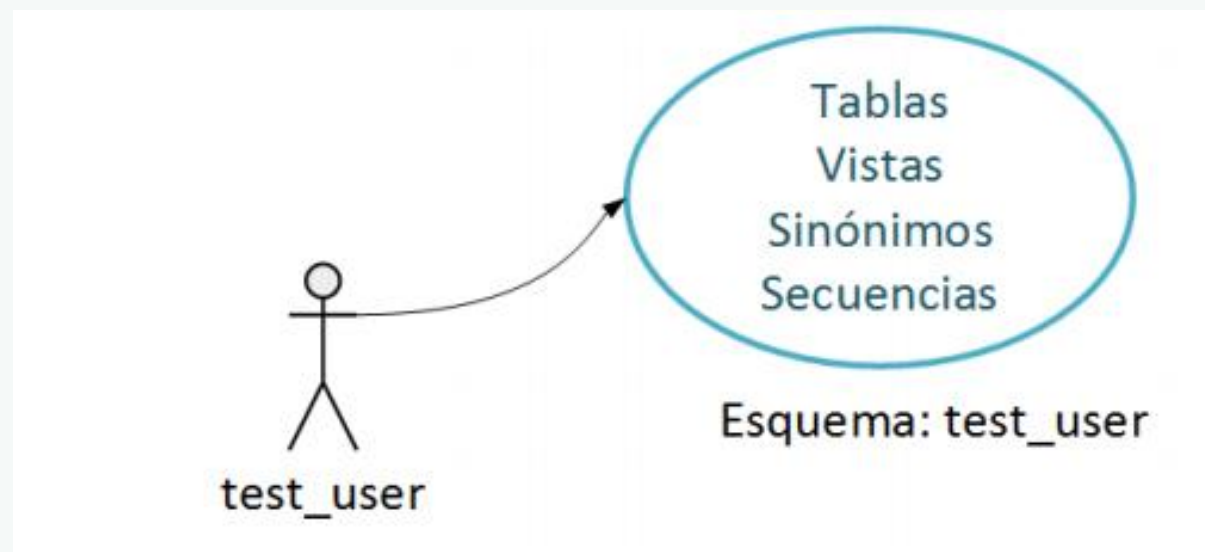 Tablas
Vistas
Sinónimos
Secuencias
Esquema: test_user
test_user